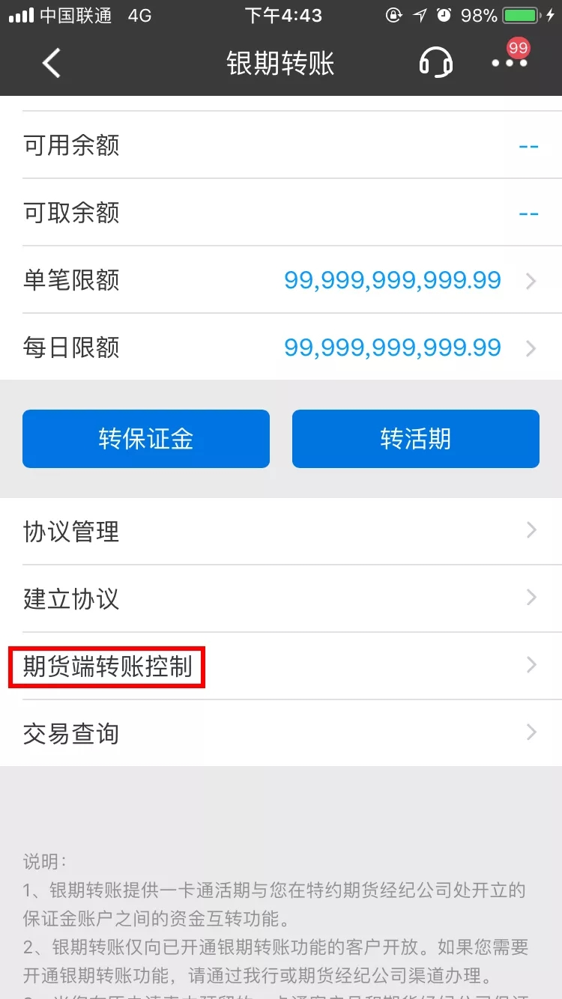 中国联通 4G 下午4:43 98%
银期转账 99
可用余额 --
可取余额 --
单笔限额 99,999,999,999.99
每日限额 99,999,999,999.99
转保证金 转活期
协议管理
建立协议
期货端转账控制
交易查询
说明：
1、银期转账提供一卡通活期与您在特约期货经纪公司处开立的
保证金账户之间的资金互转功能。
2、银期转账仅向已开通银期转账功能的客户开放。如果您需要
开通银期转账功能，请通过我行或期货经纪公司渠道办理。